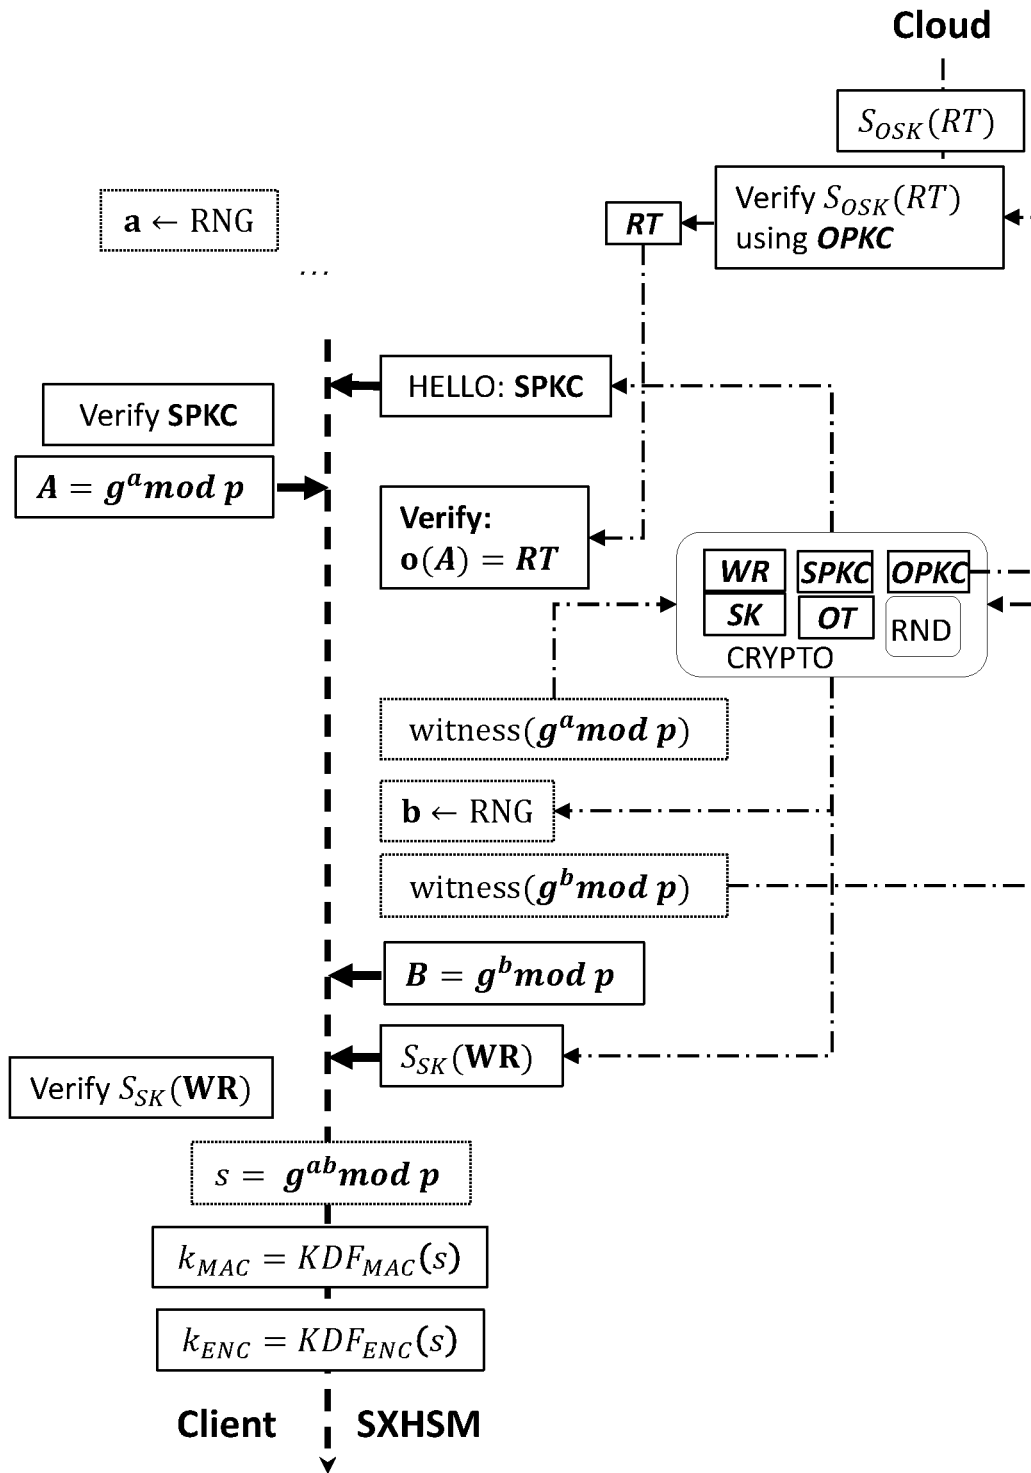 Cloud
S_OSK(RT)
Verify S_OSK(RT)
using OPKC
RT
a ← RNG
...
HELLO: SPKC
Verify SPKC
A = g^a mod p
Verify:
o(A) = RT
WR SPKC OPKC
SK OT RND
CRYPTO
witness(g^a mod p)
b ← RNG
witness(g^b mod p)
B = g^b mod p
S_SK(WR)
Verify S_SK(WR)
s = g^ab mod p
k_MAC = KDF_MAC(s)
k_ENC = KDF_ENC(s)
Client SXHSM